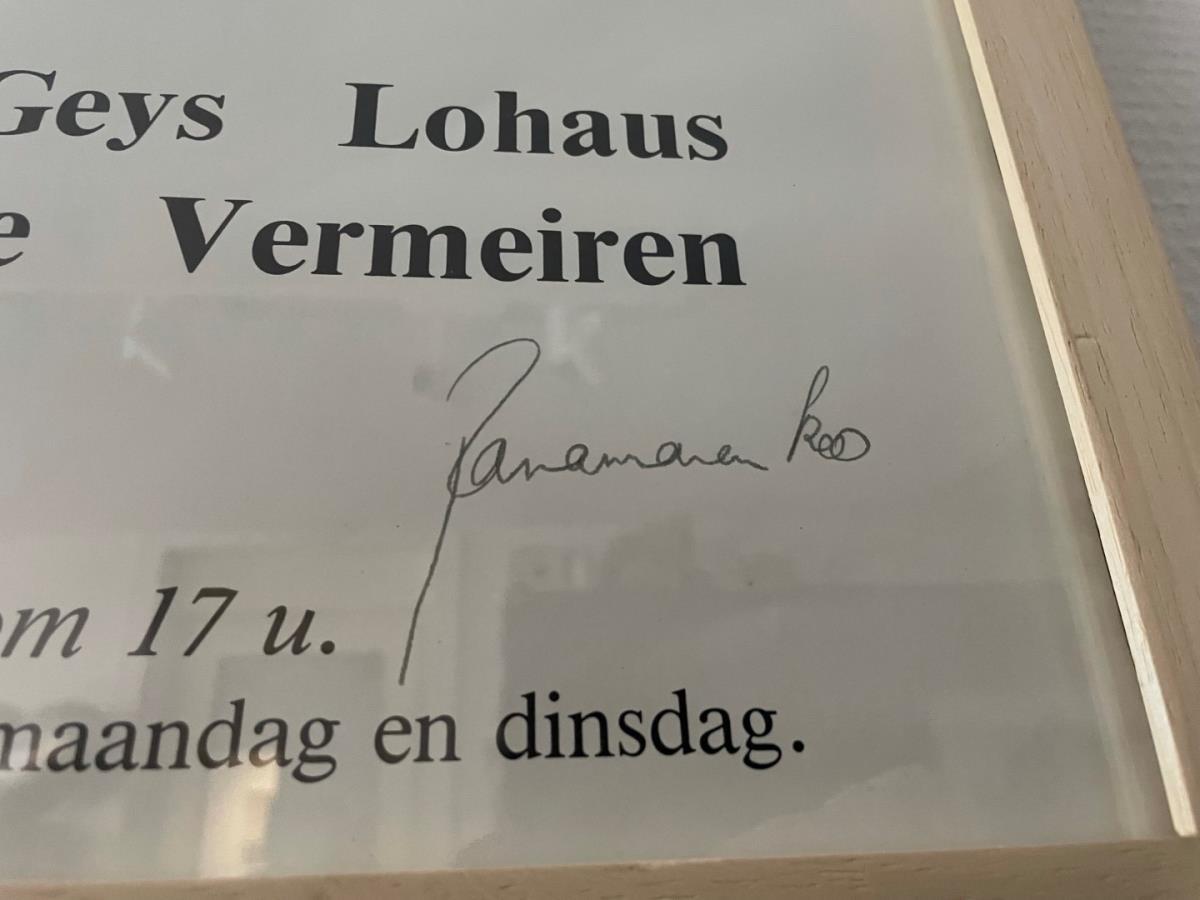 Geys Lohaus
e Vermeiren
Panamarenko
om 17 u.
maandag en dinsdag.